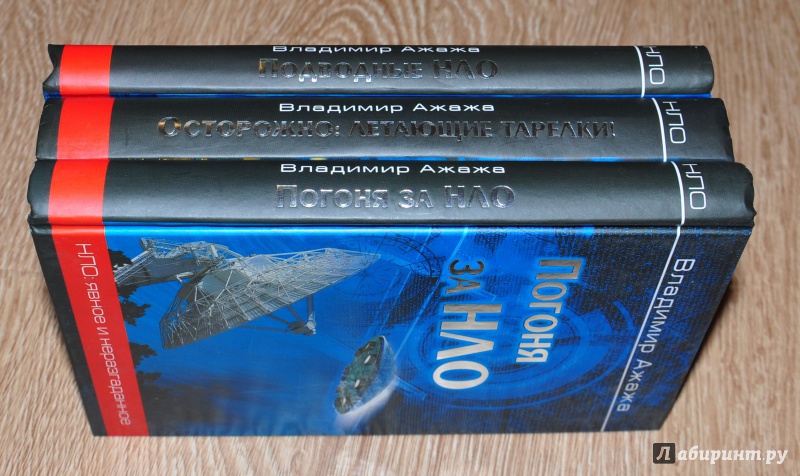 Владимир Ажажа
Подводные НЛО
НЛО
Владимир Ажажа
Осторожно: летающие тарелки!
НЛО
Владимир Ажажа
Погоня за НЛО
НЛО
НЛО: явное и неразгаданное
Погоня
за НЛО
Владимир Ажажа
Лабиринт.ру